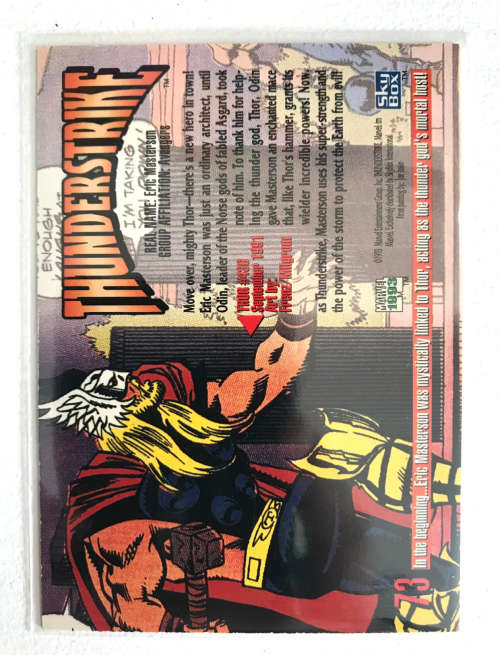 ENOUGH
I'M TAKING
THUNDERSTRIKE™
REAL NAME: Eric Masterson
GROUP AFFILIATION: Avengers
Move over, mighty Thor—there's a new hero in town!
Eric Masterson was just an ordinary architect, until
Odin, leader of the Norse gods of fabled Asgard, took
note of him. To thank him for help-
ing the thunder god, Thor, Odin
gave Masterson an enchanted mace
that, like Thor's hammer, grants its
wielder incredible powers! Now,
as Thunderstrike, Masterson uses his super-strength and
the power of the storm to protect the Earth from evil!
September 1991
Art by:
Frenz/Milgrom
MARVEL
1993
SKY
BOX™
73 In the beginning...Eric Masterson was mystically linked to Thor, acting as the thunder god's mortal host!